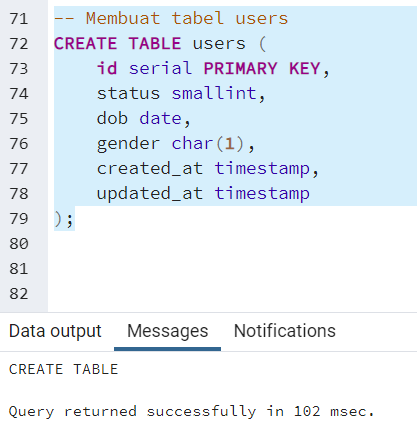 71 -- Membuat tabel users
72 CREATE TABLE users (
73 id serial PRIMARY KEY,
74 status smallint,
75 dob date,
76 gender char(1),
77 created_at timestamp,
78 updated_at timestamp
79 );
80
81
82
Data output Messages Notifications
CREATE TABLE
Query returned successfully in 102 msec.